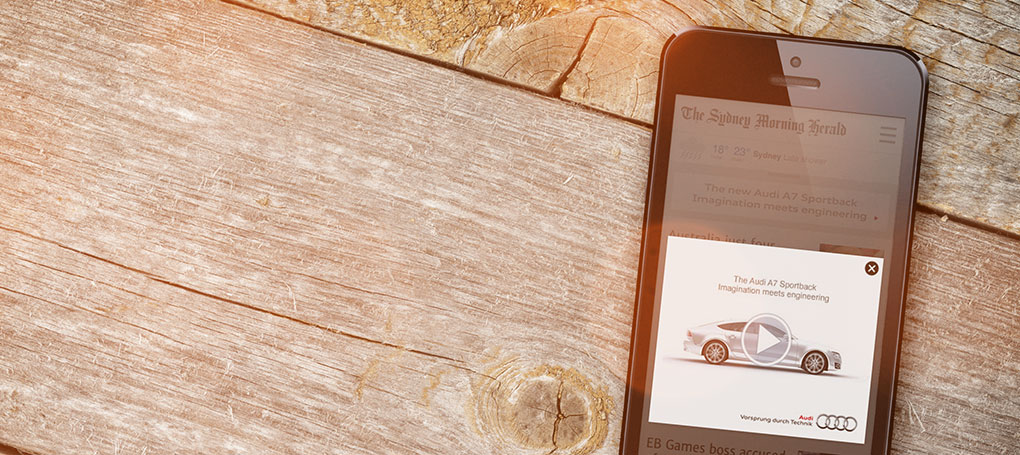 The Sydney Morning Herald
18° 23° Sydney Late shower
The new Audi A7 Sportback
Imagination meets engineering
Australia just four
The Audi A7 Sportback
Imagination meets engineering
Audi
Vorsprung durch Technik
EB Games boss accused